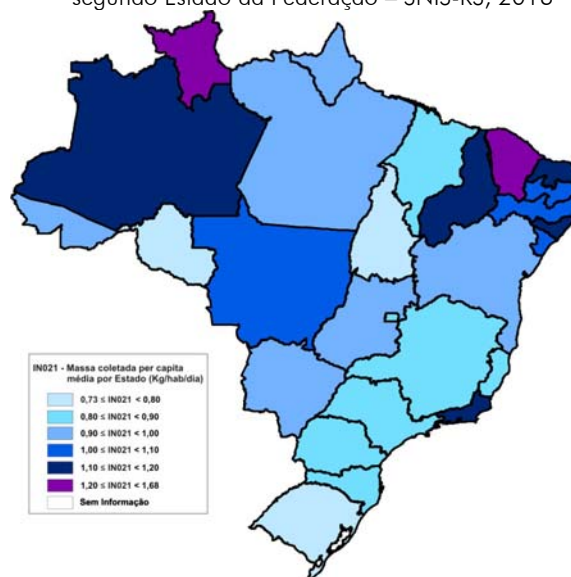 segundo Estado da Federação – SNIS-RS, 2018
IN021 - Massa coletada per capita
média por Estado (Kg/hab/dia)
0,73 ≤ IN021 < 0,80
0,80 ≤ IN021 < 0,90
0,90 ≤ IN021 < 1,00
1,00 ≤ IN021 < 1,10
1,10 ≤ IN021 < 1,20
1,20 ≤ IN021 < 1,68
Sem Informação